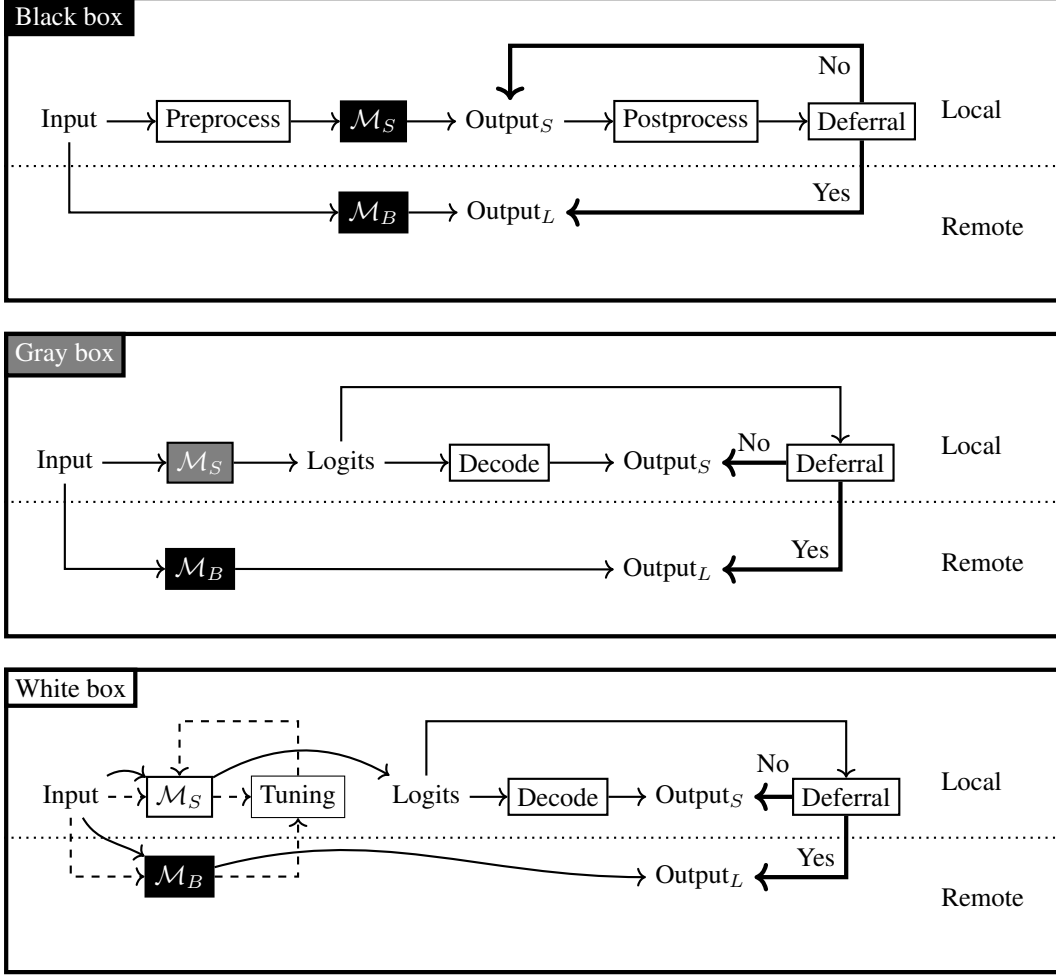 Black box
No
Input Preprocess M_S Output_S Postprocess Deferral Local
Yes
M_B Output_L Remote
Gray box
Input M_S Logits Decode Output_S No Deferral Local
M_B Output_L Yes Remote
White box
No
Input M_S Tuning Logits Decode Output_S Deferral Local
Yes
M_B Output_L Remote